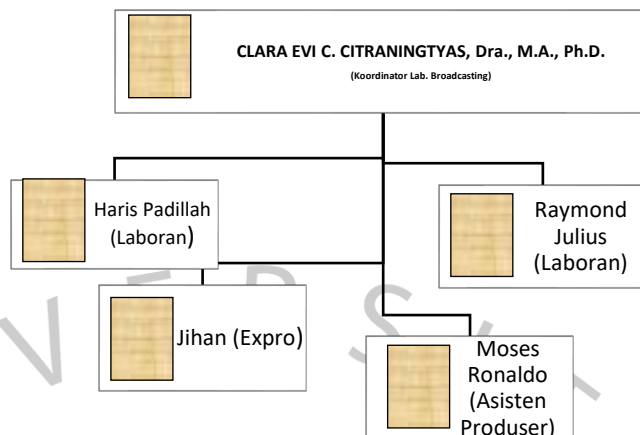 CLARA EVI C. CITRANINGTYAS, Dra., M.A., Ph.D.
(Koordinator Lab. Broadcasting)
Haris Padillah
(Laboran)
Raymond
Julius
(Laboran)
Jihan (Expro)
Moses
Ronaldo
(Asisten
Produser)